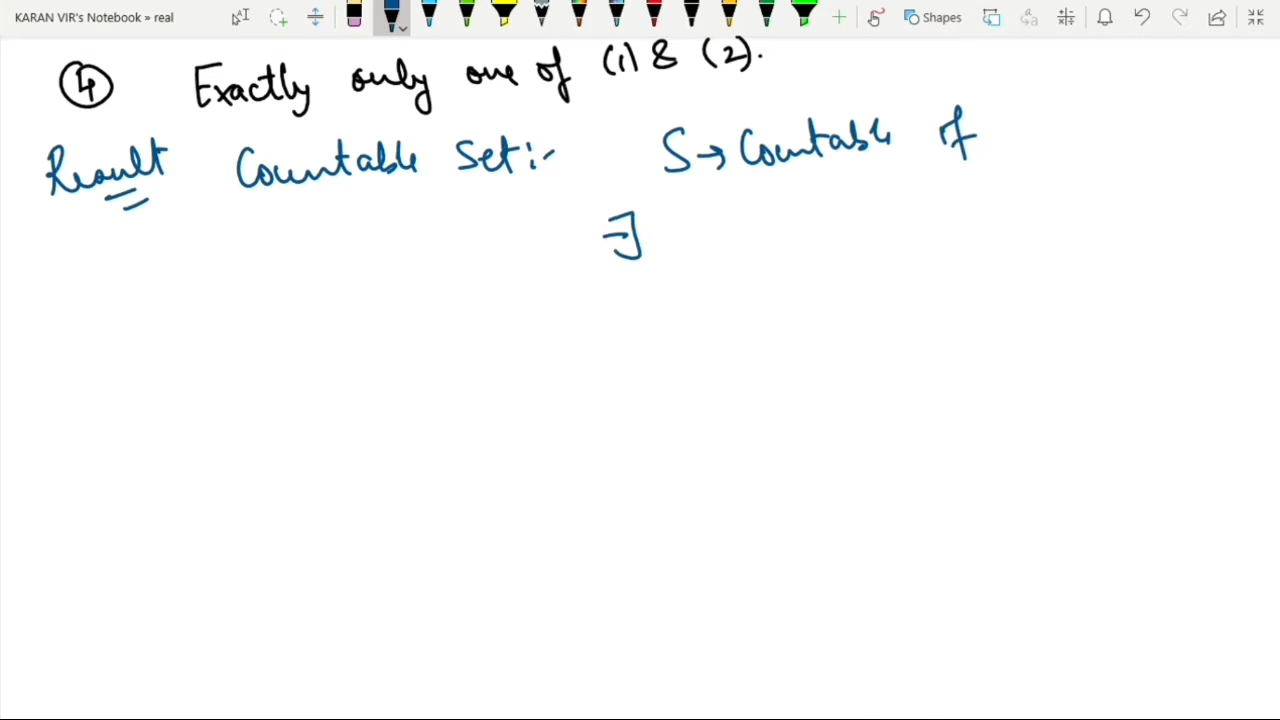 KARAN VIR's Notebook » real
Shapes
④ Exactly only one of (1) & (2).
Result Countable Set:- S→Countable if
∃